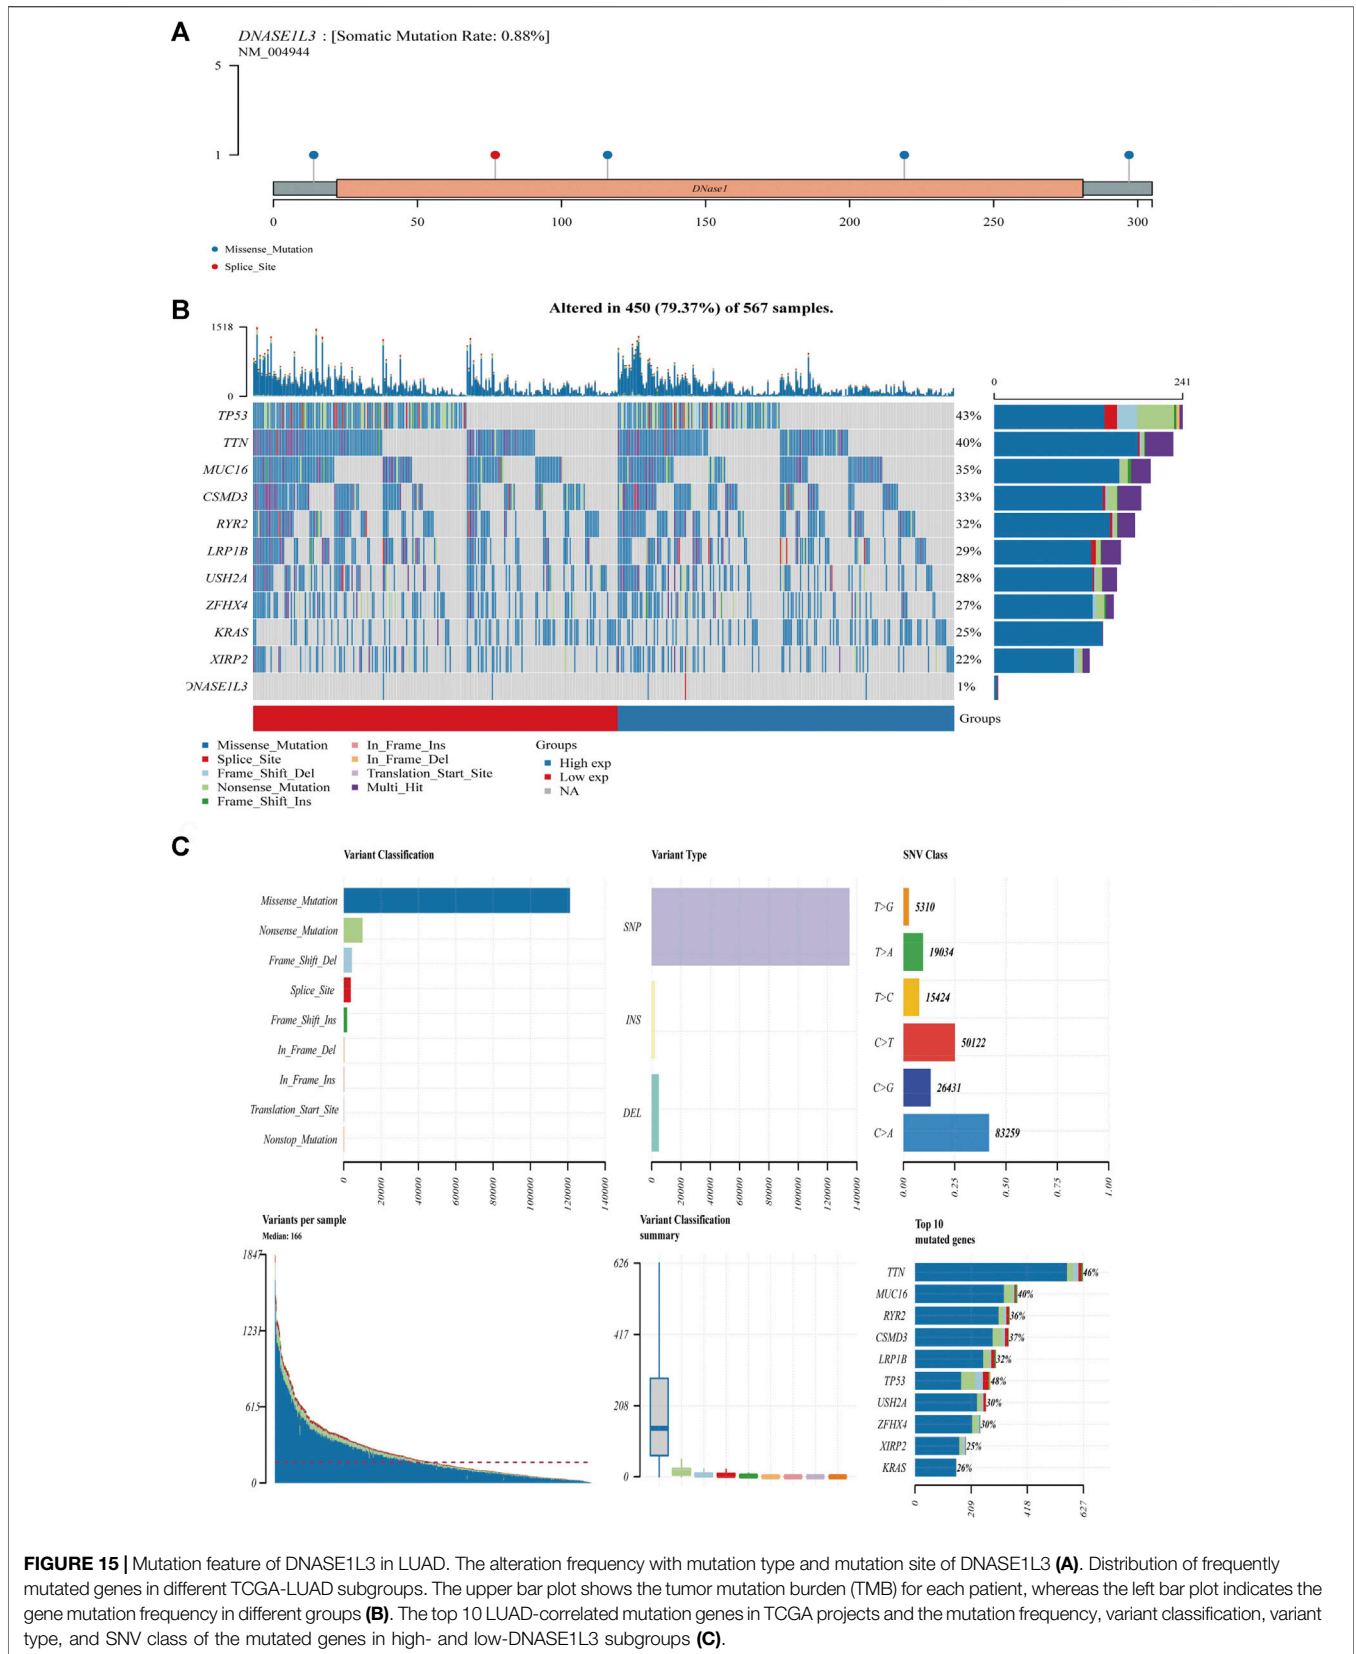 A
DNASE1L3 : [Somatic Mutation Rate: 0.88%]
NM_004944
5
1
DNase1
0 50 100 150 200 250 300
Missense_Mutation
Splice_Site
B
Altered in 450 (79.37%) of 567 samples.
1518
0
0 241
TP53 43%
TTN 40%
MUC16 35%
CSMD3 33%
RYR2 32%
LRP1B 29%
USH2A 28%
ZFHX4 27%
KRAS 25%
XIRP2 22%
DNASE1L3 1%
Groups
Missense_Mutation In_Frame_Ins Groups
Splice_Site In_Frame_Del High exp
Frame_Shift_Del Translation_Start_Site Low exp
Nonsense_Mutation Multi_Hit NA
Frame_Shift_Ins
C
Variant Classification
Missense_Mutation
Nonsense_Mutation
Frame_Shift_Del
Splice_Site
Frame_Shift_Ins
In_Frame_Del
In_Frame_Ins
Translation_Start_Site
Nonstop_Mutation
0 20000 40000 60000 80000 100000 120000 140000
Variant Type
SNP
INS
DEL
0 20000 40000 60000 80000 100000 120000 140000
SNV Class
T>G 5310
T>A 19034
T>C 15424
C>T 50122
C>G 26431
C>A 83259
0.00 0.25 0.50 0.75 1.00
Variants per sample
Median: 166
1847
1231
615
0
Variant Classification
summary
626
417
208
0
Top 10
mutated genes
TTN 46%
MUC16 40%
RYR2 36%
CSMD3 37%
LRP1B 32%
TP53 48%
USH2A 30%
ZFHX4 30%
XIRP2 25%
KRAS 26%
0 209 418 627
FIGURE 15 | Mutation feature of DNASE1L3 in LUAD. The alteration frequency with mutation type and mutation site of DNASE1L3 (A). Distribution of frequently
mutated genes in different TCGA-LUAD subgroups. The upper bar plot shows the tumor mutation burden (TMB) for each patient, whereas the left bar plot indicates the
gene mutation frequency in different groups (B). The top 10 LUAD-correlated mutation genes in TCGA projects and the mutation frequency, variant classification, variant
type, and SNV class of the mutated genes in high- and low-DNASE1L3 subgroups (C).